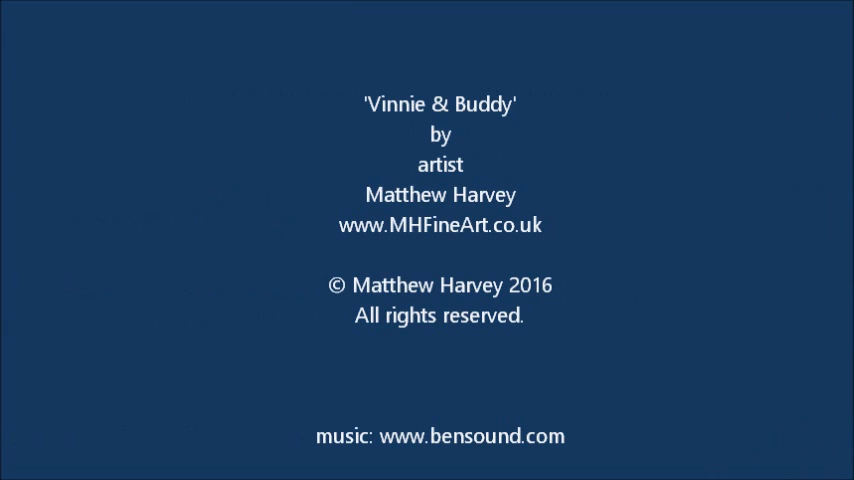 'Vinnie & Buddy'
by
artist
Matthew Harvey
www.MHFineArt.co.uk
© Matthew Harvey 2016
All rights reserved.
music: www.bensound.com